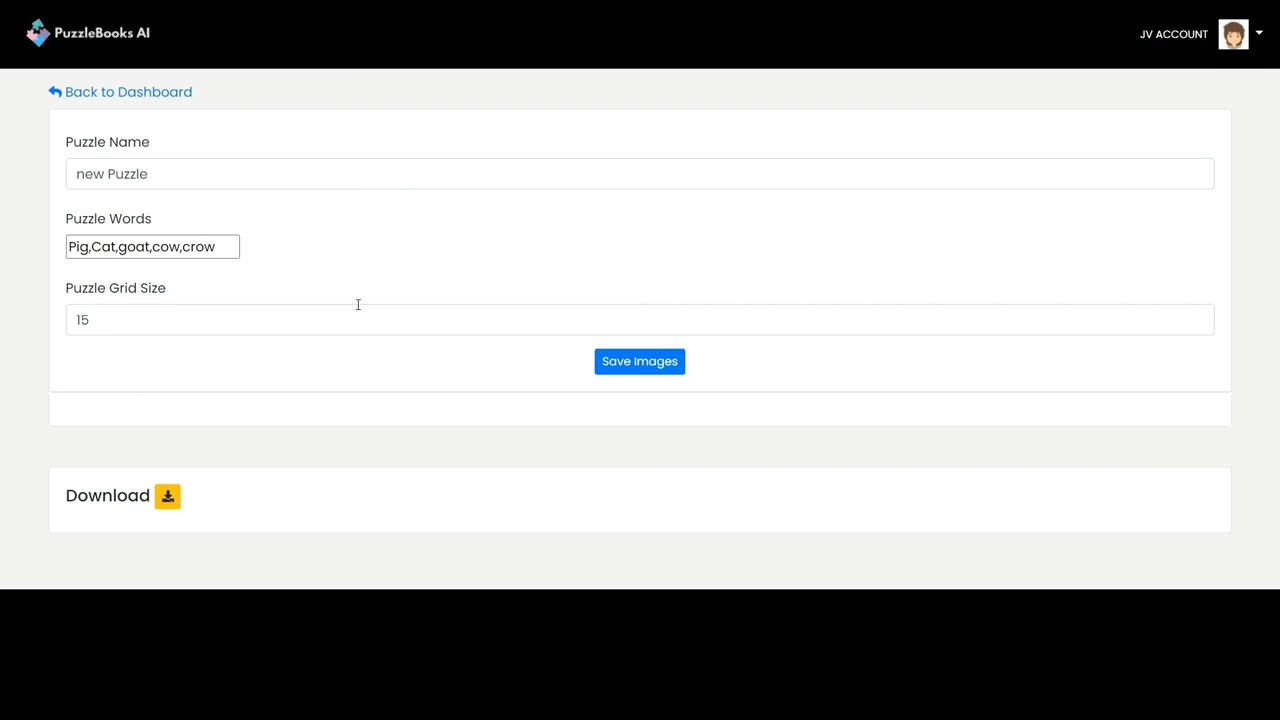 PuzzleBooks AI
JV ACCOUNT
Back to Dashboard
Puzzle Name
new Puzzle
Puzzle Words
Pig,Cat,goat,cow,crow
Puzzle Grid Size
15
Save Images
Download